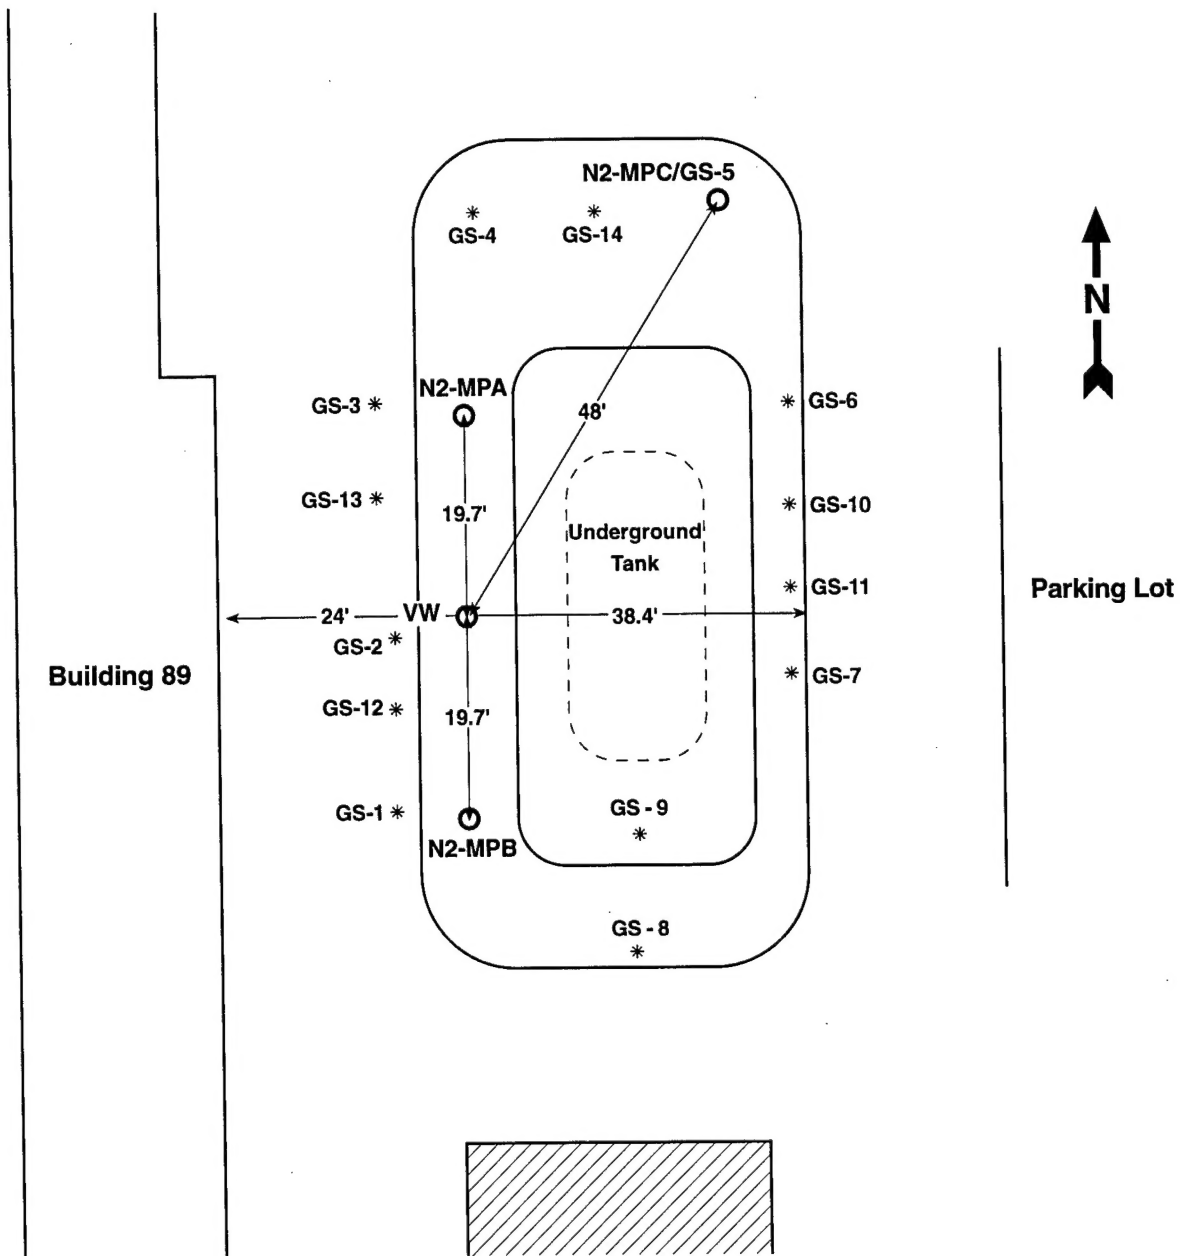 N2-MPC/GS-5
GS-4
GS-14
N
N2-MPA
GS-3
48'
GS-6
GS-13
19.7'
GS-10
Underground
Tank
GS-11
Parking Lot
24'
VW
38.4'
GS-2
Building 89
GS-7
GS-12
19.7'
GS-1
GS - 9
N2-MPB
GS - 8